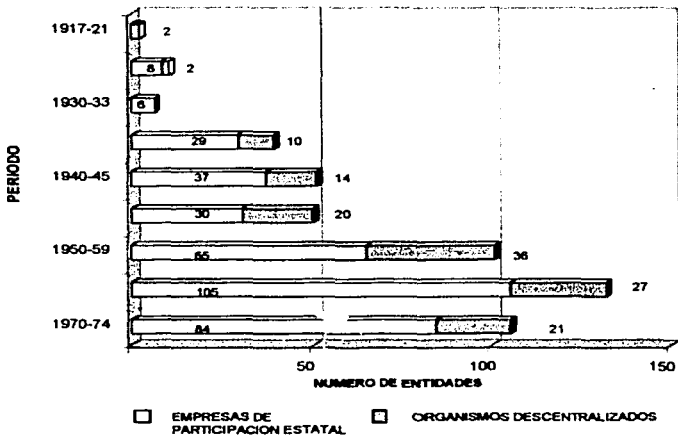 1917-21 2
8 2
1930-33 6
29 10
1940-45 37 14
30 20
1950-59 65 36
105 27
1970-74 84 21
PERIODO
50 100 150
NUMERO DE ENTIDADES
EMPRESAS DE PARTICIPACION ESTATAL
ORGANISMOS DESCENTRALIZADOS